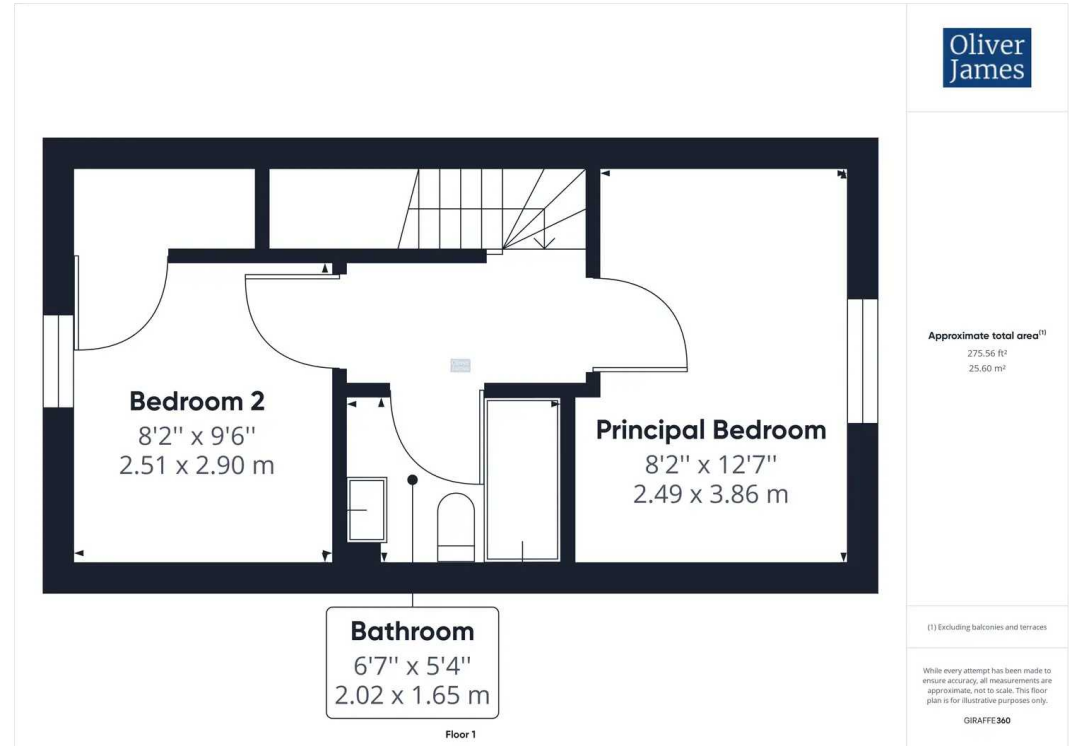 Oliver
James
Bedroom 2
8'2'' x 9'6''
2.51 x 2.90 m
Principal Bedroom
8'2'' x 12'7''
2.49 x 3.86 m
Bathroom
6'7'' x 5'4''
2.02 x 1.65 m
Floor 1
Approximate total area(1)
275.56 ft²
25.60 m²
(1) Excluding balconies and terraces
While every attempt has been made to
ensure accuracy, all measurements are
approximate, not to scale. This floor
plan is for illustrative purposes only.
GIRAFFE360